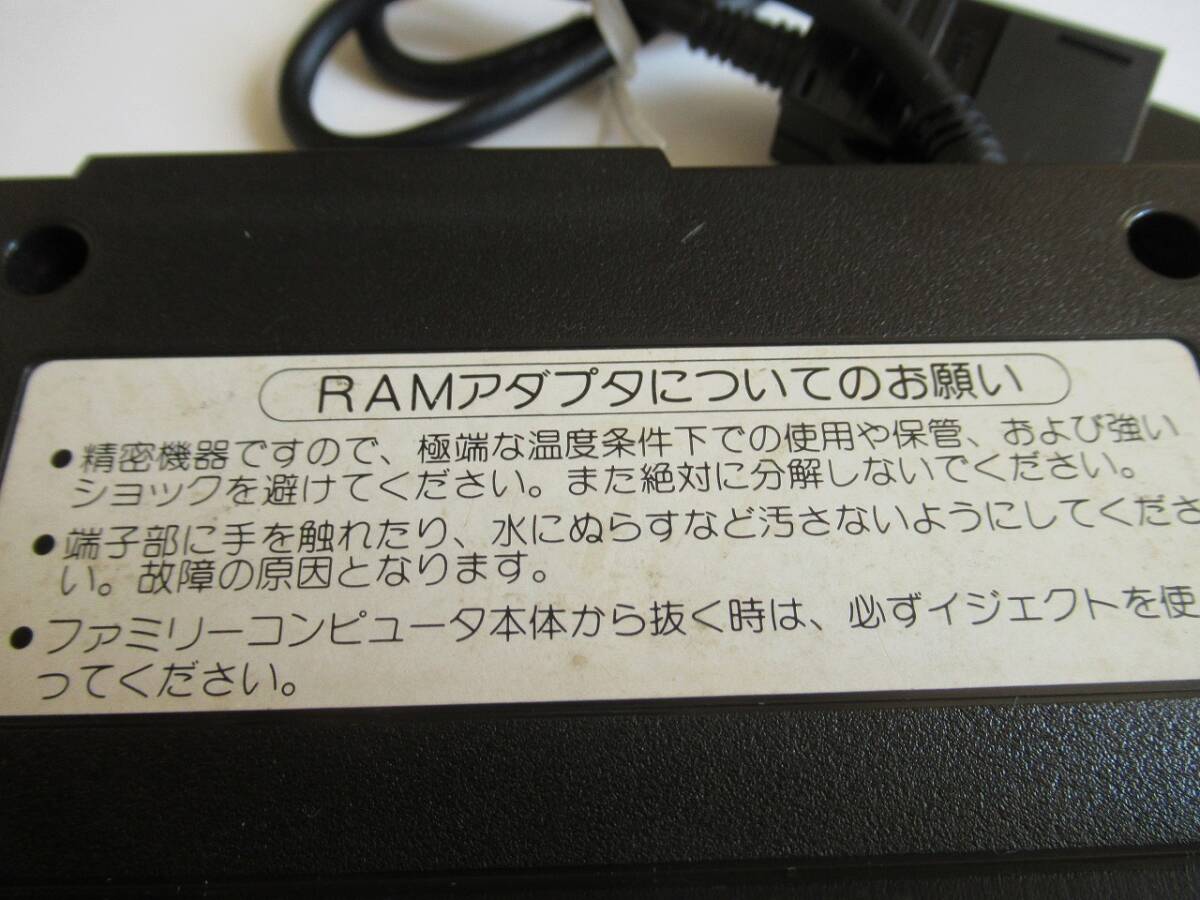 RAMアダプタについてのお願い
●精密機器ですので、極端な温度条件下での使用や保管、および強い
ショックを避けてください。また絶対に分解しないでください。
●端子部に手を触れたり、水にぬらすなど汚さないようにしてくださ
い。故障の原因となります。
●ファミリーコンピュータ本体から抜く時は、必ずイジェクトを使
ってください。